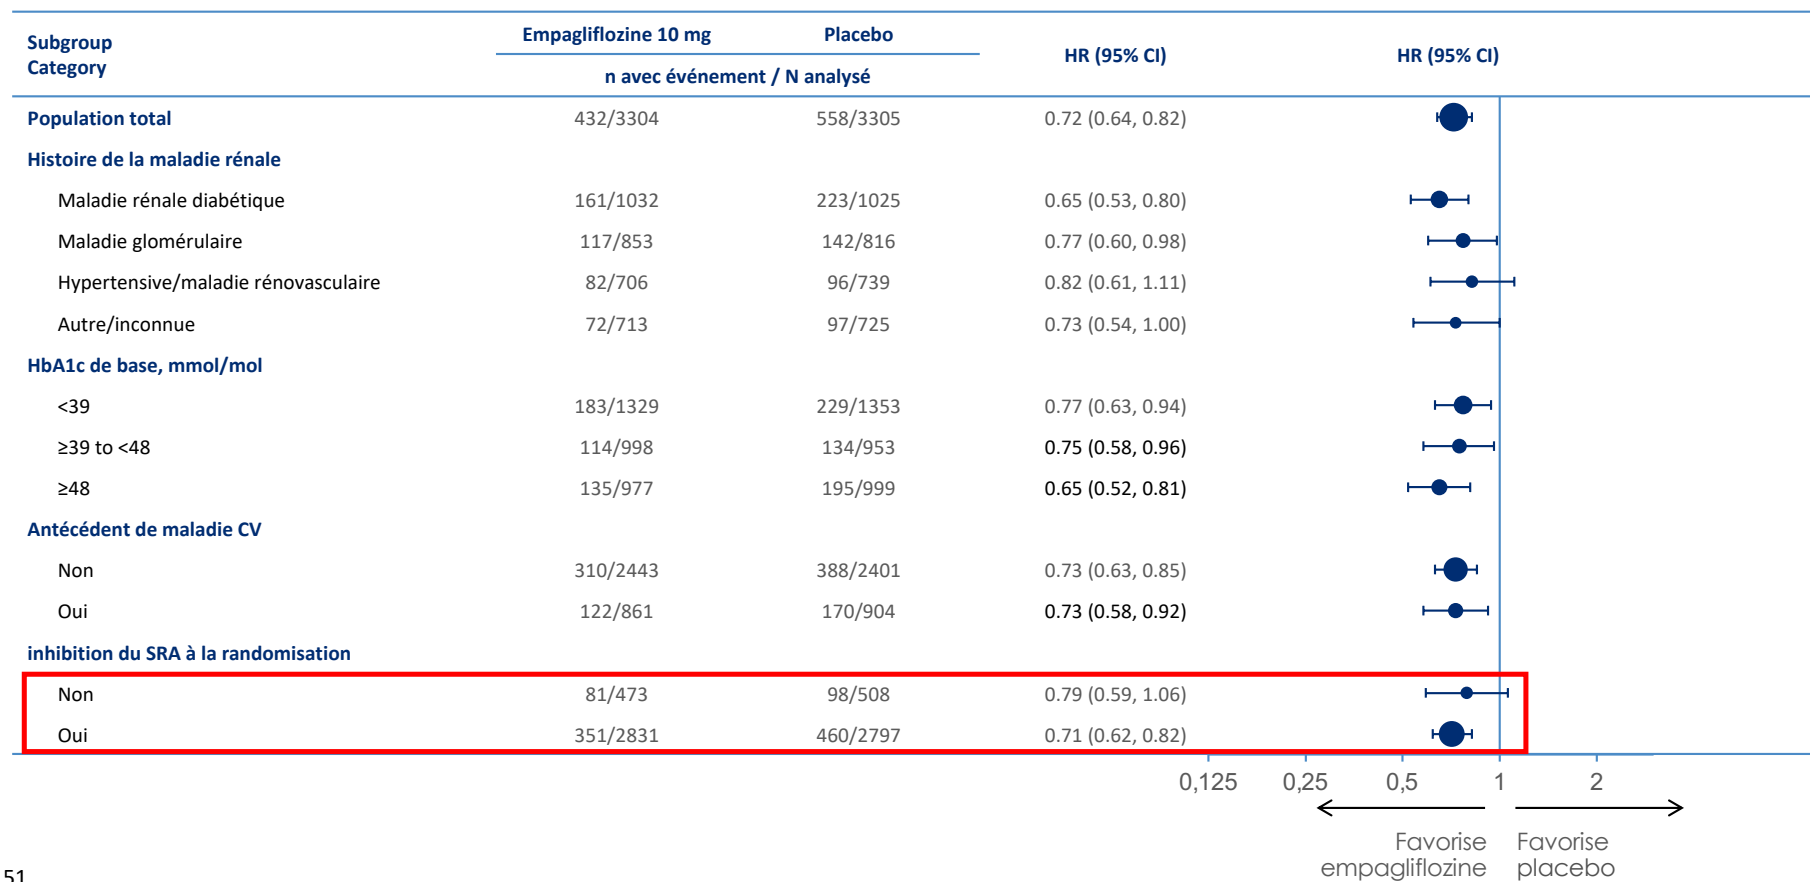 Subgroup
Category
Empagliflozine 10 mg Placebo
n avec événement / N analysé
HR (95% CI)
HR (95% CI)
Population total 432/3304 558/3305 0.72 (0.64, 0.82)
Histoire de la maladie rénale
Maladie rénale diabétique 161/1032 223/1025 0.65 (0.53, 0.80)
Maladie glomérulaire 117/853 142/816 0.77 (0.60, 0.98)
Hypertensive/maladie rénovasculaire 82/706 96/739 0.82 (0.61, 1.11)
Autre/inconnue 72/713 97/725 0.73 (0.54, 1.00)
HbA1c de base, mmol/mol
<39 183/1329 229/1353 0.77 (0.63, 0.94)
≥39 to <48 114/998 134/953 0.75 (0.58, 0.96)
≥48 135/977 195/999 0.65 (0.52, 0.81)
Antécédent de maladie CV
Non 310/2443 388/2401 0.73 (0.63, 0.85)
Oui 122/861 170/904 0.73 (0.58, 0.92)
inhibition du SRA à la randomisation
Non 81/473 98/508 0.79 (0.59, 1.06)
Oui 351/2831 460/2797 0.71 (0.62, 0.82)
0,125 0,25 0,5 1 2
Favorise
empagliflozine
Favorise
placebo
51